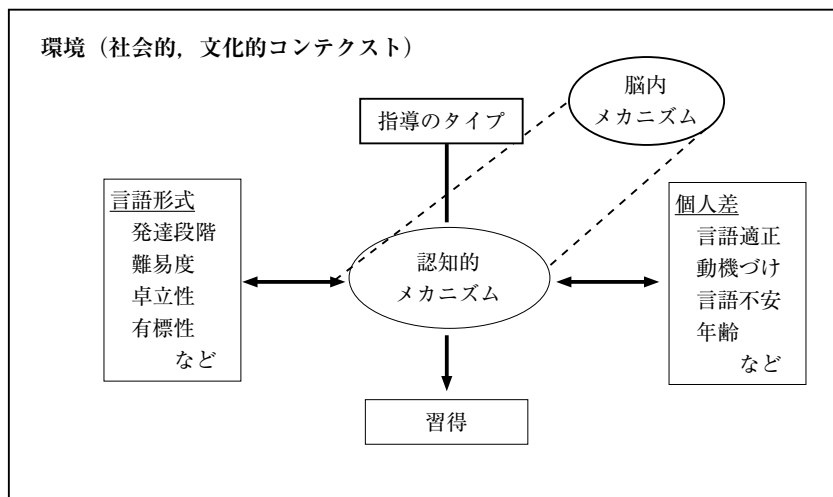 環境（社会的，文化的コンテクスト）
脳内
メカニズム
指導のタイプ
言語形式
発達段階
難易度
卓立性
有標性
など
認知的
メカニズム
個人差
言語適正
動機づけ
言語不安
年齢
など
習得